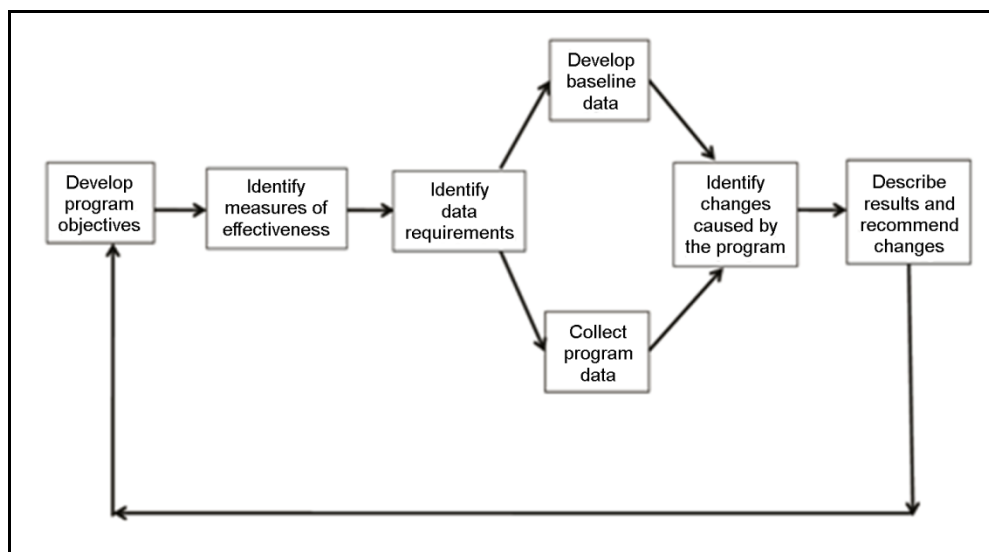 Develop
program
objectives
Identify
measures of
effectiveness
Identify
data
requirements
Develop
baseline
data
Collect
program
data
Identify
changes
caused by
the program
Describe
results and
recommend
changes